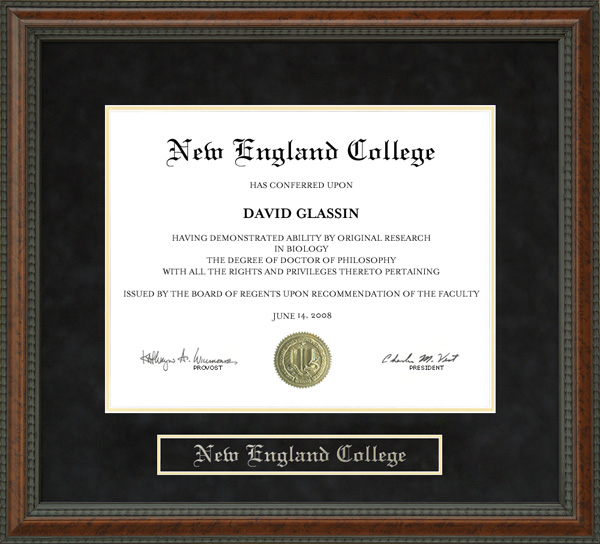 New England College
HAS CONFERRED UPON
DAVID GLASSIN
HAVING DEMONSTRATED ABILITY BY ORIGINAL RESEARCH
IN BIOLOGY
THE DEGREE OF DOCTOR OF PHILOSOPHY
WITH ALL THE RIGHTS AND PRIVILEGES THERETO PERTAINING
ISSUED BY THE BOARD OF REGENTS UPON RECOMMENDATION OF THE FACULTY
JUNE 14, 2008
Charles M. Vest
PROVOST PRESIDENT
New England College